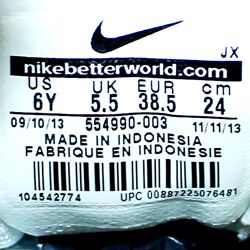 JX
nikebetterworld.com
US UK EUR cm
6Y 5.5 38.5 24
09/10/13 554990-003 11/11/13
MADE IN INDONESIA
FABRIQUE EN INDONESIE
104542774 UPC 00887225076481